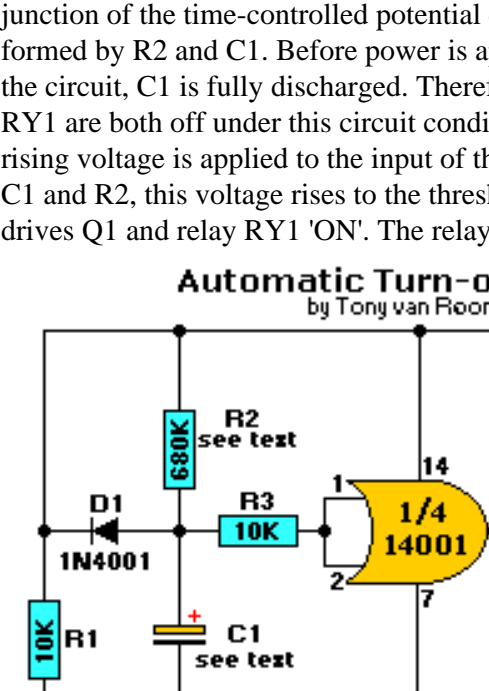 junction of the time-controlled potential
formed by R2 and C1. Before power is a
the circuit, C1 is fully discharged. Theref
RY1 are both off under this circuit condi
rising voltage is applied to the input of th
C1 and R2, this voltage rises to the thresh
drives Q1 and relay RY1 'ON'. The relay
Automatic Turn-o
by Tony van Roor
R2
see text
680K
14
1
D1
R3
1/4
10K
14001
1N4001
2
7
10K
R1
+
C1
see text